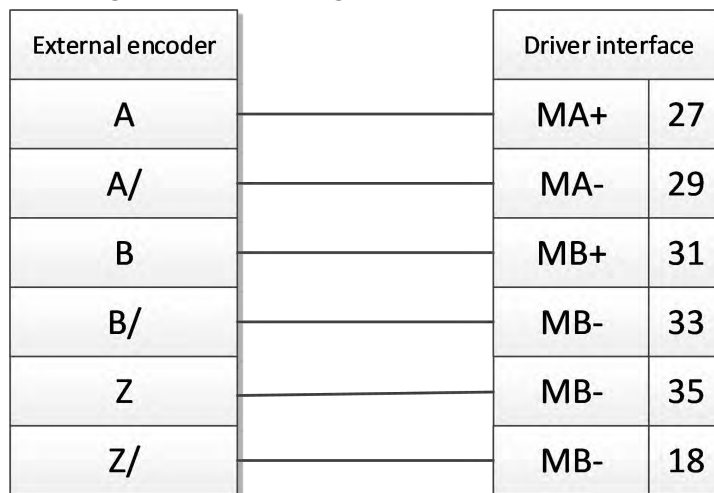 External encoder Driver interface
A MA+ 27
A/ MA- 29
B MB+ 31
B/ MB- 33
Z MB- 35
Z/ MB- 18